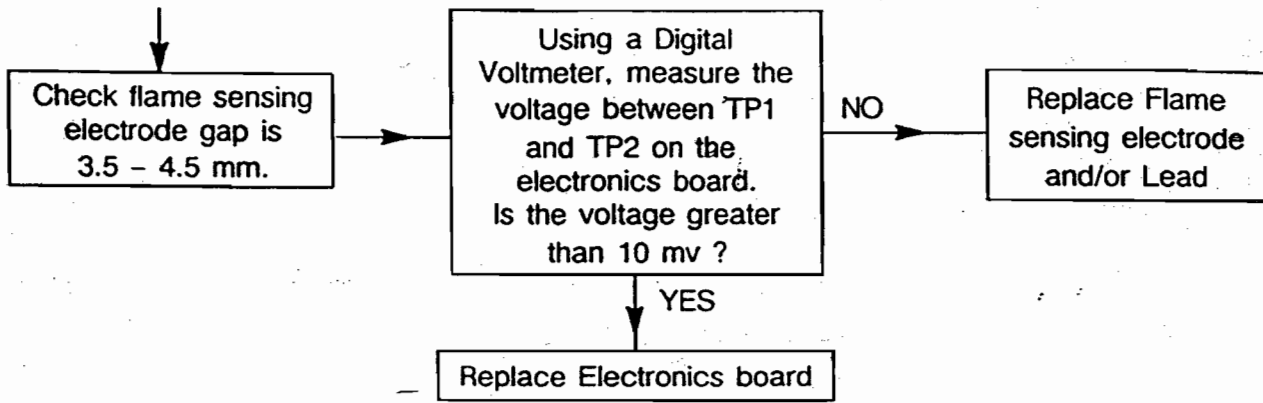 Check flame sensing
electrode gap is
3.5 – 4.5 mm.
Using a Digital
Voltmeter, measure the
voltage between TP1
and TP2 on the
electronics board.
Is the voltage greater
than 10 mv ?
NO
Replace Flame
sensing electrode
and/or Lead
YES
Replace Electronics board